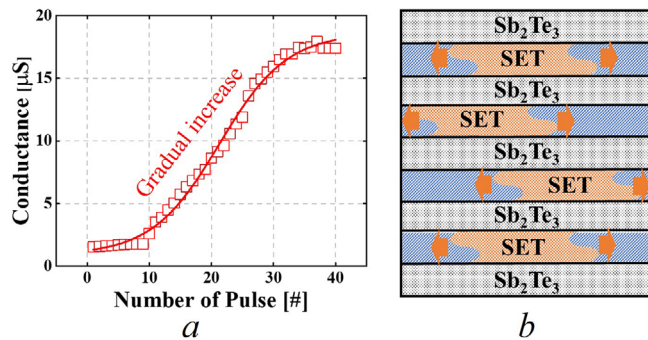 20
15
10
5
0
0
10
20
30
40
Conductance [μS]
Gradual increase
Number of Pulse [#]
a
Sb₂Te₃
SET
Sb₂Te₃
SET
Sb₂Te₃
SET
Sb₂Te₃
SET
Sb₂Te₃
b